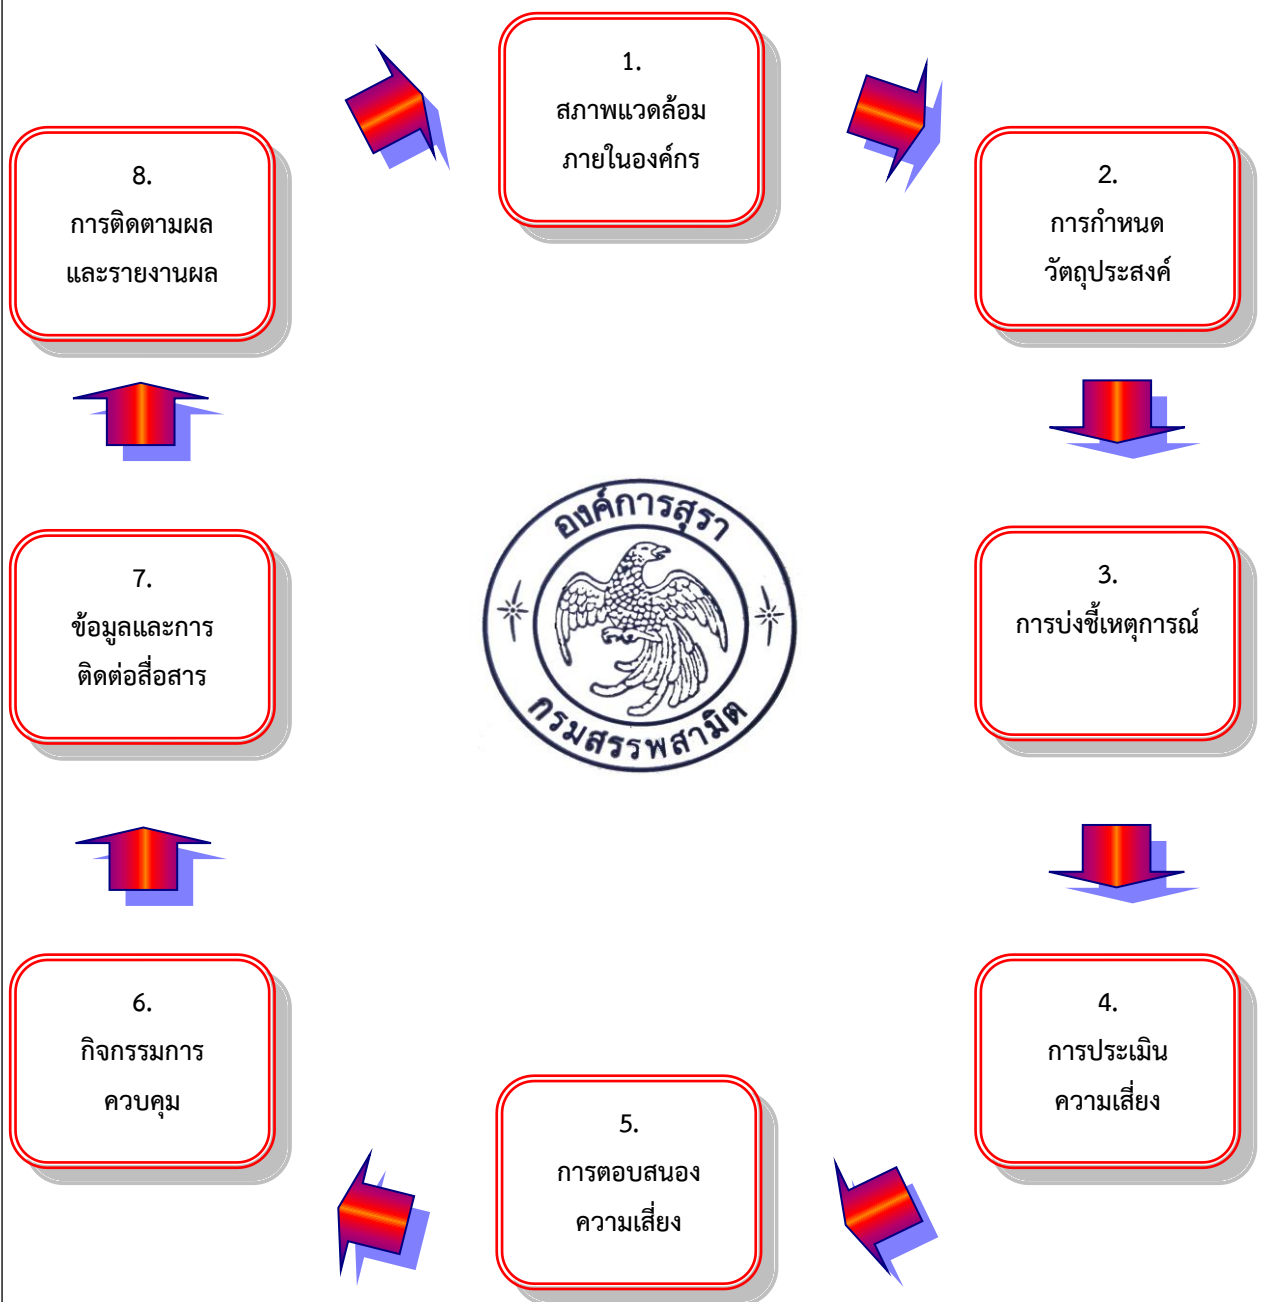 1.
สภาพแวดล้อม
ภายในองค์กร
2.
การกำหนด
วัตถุประสงค์
3.
การบ่งชี้เหตุการณ์
4.
การประเมิน
ความเสี่ยง
5.
การตอบสนอง
ความเสี่ยง
6.
กิจกรรมการ
ควบคุม
7.
ข้อมูลและการ
ติดต่อสื่อสาร
8.
การติดตามผล
และรายงานผล
องค์การสุรา
กรมสรรพสามิต